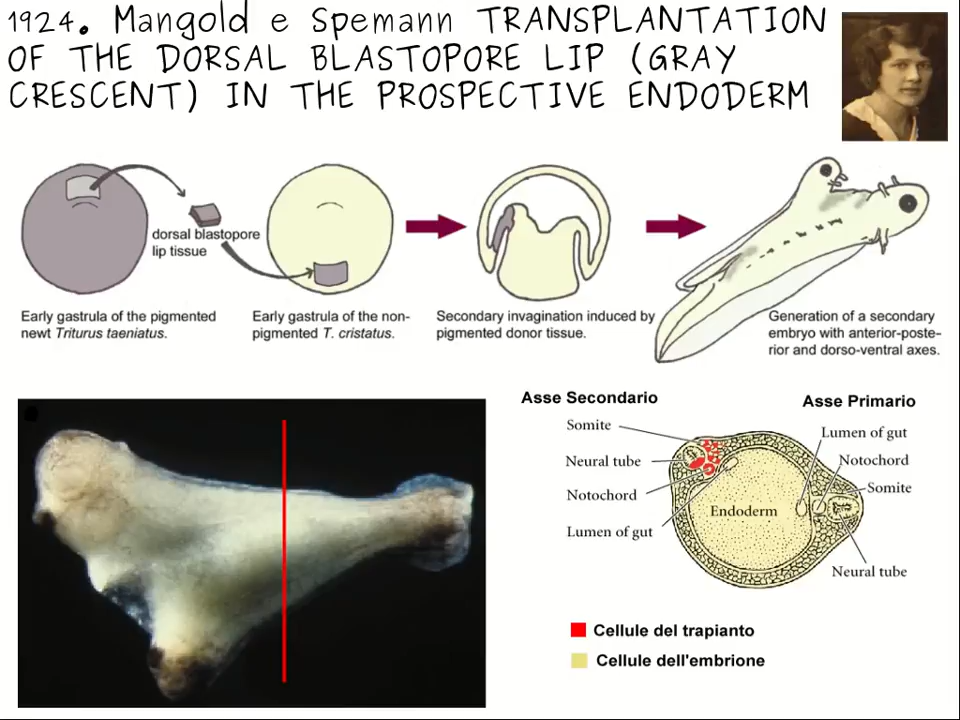 1924. Mangold e Spemann TRANSPLANTATION
OF THE DORSAL BLASTOPORE LIP (GRAY
CRESCENT) IN THE PROSPECTIVE ENDODERM
dorsal blastopore
lip tissue
Early gastrula of the pigmented
newt Triturus taeniatus.
Early gastrula of the non-
pigmented T. cristatus.
Secondary invagination induced by
pigmented donor tissue.
Generation of a secondary
embryo with anterior-poste-
rior and dorso-ventral axes.
Asse Secondario
Asse Primario
Somite
Neural tube
Notochord
Lumen of gut
Endoderm
Lumen of gut
Notochord
Somite
Neural tube
Cellule del trapianto
Cellule dell'embrione